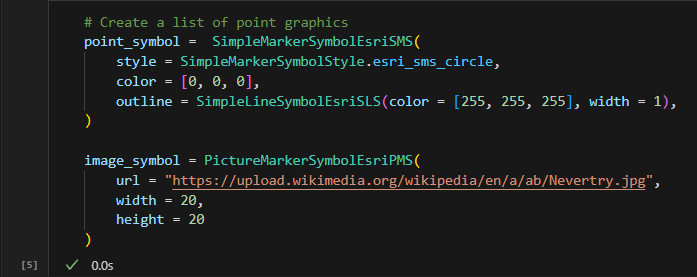 # Create a list of point graphics
point_symbol =  SimpleMarkerSymbolEsriSMS(
    style = SimpleMarkerSymbolStyle.esri_sms_circle,
    color = [0, 0, 0],
    outline = SimpleLineSymbolEsriSLS(color = [255, 255, 255], width = 1),
)
image_symbol = PictureMarkerSymbolEsriPMS(
    url = "https://upload.wikimedia.org/wikipedia/en/a/ab/Nevertry.jpg",
    width = 20,
    height = 20
)
[5] ✓ 0.0s